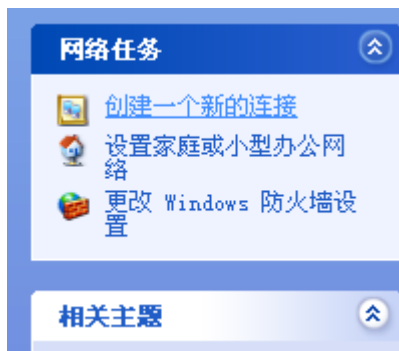 网络任务
创建一个新的连接
设置家庭或小型办公网
络
更改 Windows 防火墙设
置
相关主题